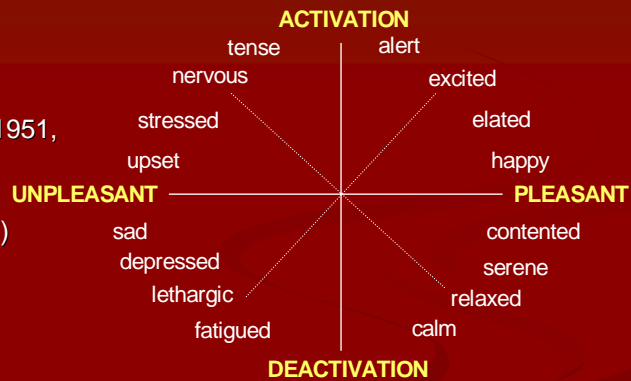 ACTIVATION
tense alert
nervous excited
1951,
stressed elated
upset happy
UNPLEASANT PLEASANT
)
sad contented
depressed serene
lethargic relaxed
fatigued calm
DEACTIVATION